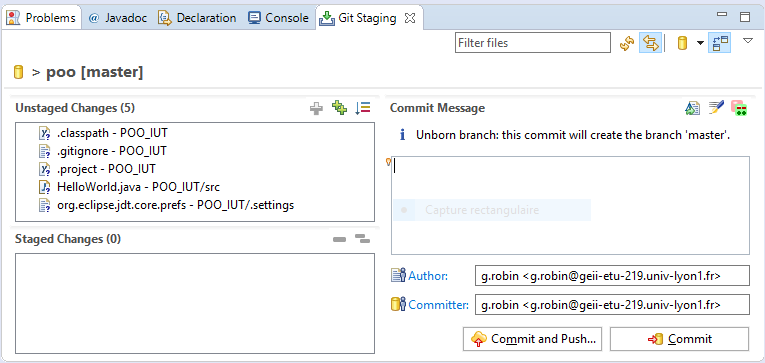 Problems @ Javadoc Declaration Console Git Staging
Filter files
> poo [master]
Unstaged Changes (5)
.classpath - POO_IUT
.gitignore - POO_IUT
.project - POO_IUT
HelloWorld.java - POO_IUT/src
org.eclipse.jdt.core.prefs - POO_IUT/.settings
Staged Changes (0)
Commit Message
Unborn branch: this commit will create the branch 'master'.
Capture rectangulaire
Author: g.robin <g.robin@geii-etu-219.univ-lyon1.fr>
Committer: g.robin <g.robin@geii-etu-219.univ-lyon1.fr>
Commit and Push... Commit